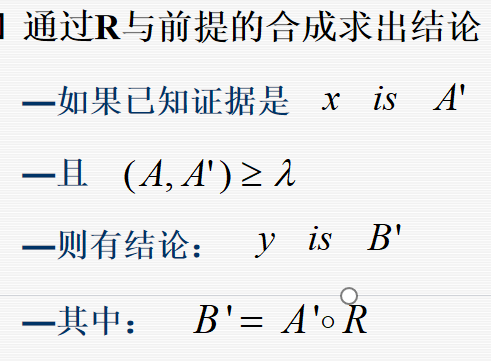 通过R与前提的合成求出结论
—如果已知证据是 x is A'
—且 (A, A') ≥ λ
—则有结论： y is B'
—其中： B' = A'∘R